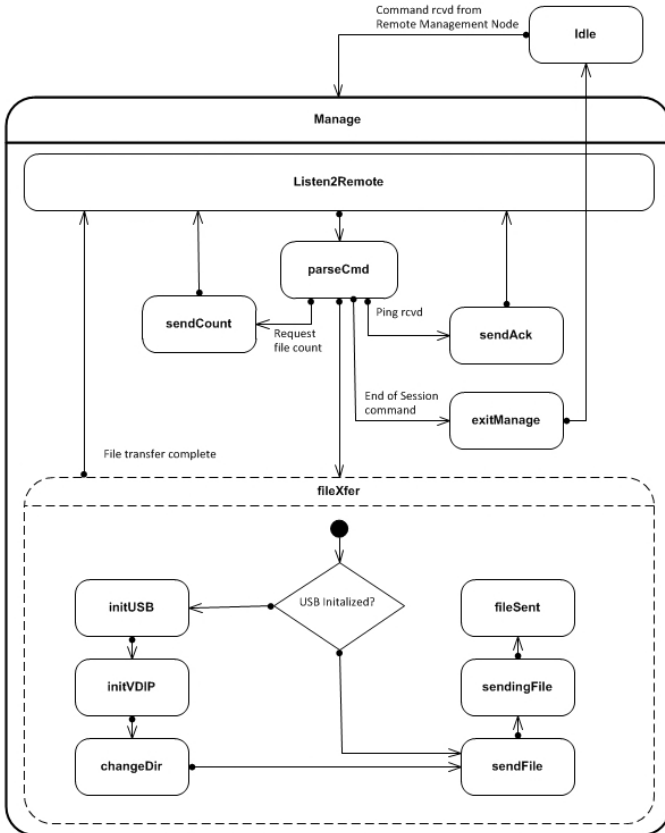 Command rcvd from
Remote Management Node
Idle
Manage
Listen2Remote
parseCmd
sendCount
Request
file count
Ping rcvd
sendAck
End of Session
command
exitManage
File transfer complete
fileXfer
USB Initalized?
initUSB
fileSent
initVDIP
sendingFile
changeDir
sendFile